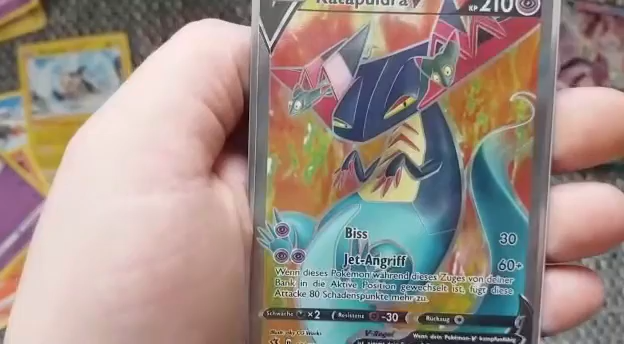 Katapuldra V
KP 210
Biss 30
Jet-Angriff 60+
Wenn dieses Pokémon während dieses Zuges von deiner
Bank in die Aktive Position gewechselt ist, fügt diese
Attacke 80 Schadenspunkte mehr zu.
Schwäche ×2 Resistenz -30 Rückzug
V-Regel
Wenn dein Pokémon-V kampfunfähig